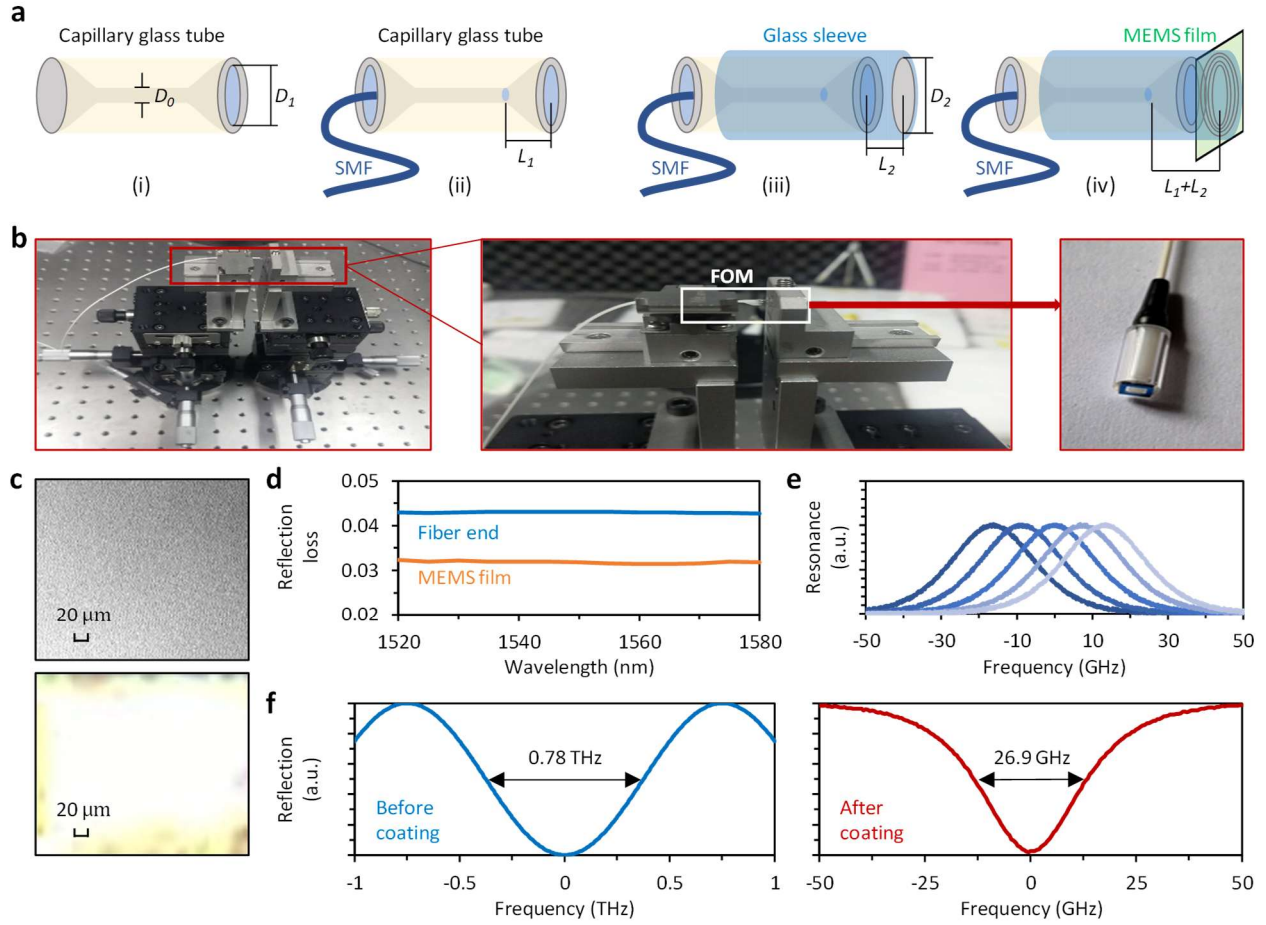 a
Capillary glass tube
D0
D1
(i)
Capillary glass tube
SMF
L1
(ii)
Glass sleeve
SMF
D2
L2
(iii)
MEMS film
SMF
L1+L2
(iv)
b
FOM
c
20 μm
20 μm
d
Reflection
loss
0.05
0.04
0.03
0.02
Fiber end
MEMS film
1520
1540
1560
1580
Wavelength (nm)
e
Resonance
(a.u.)
-50
-30
-10
10
30
50
Frequency (GHz)
f
Reflection
(a.u.)
0.78 THz
Before
coating
-1
-0.5
0
0.5
1
Frequency (THz)
26.9 GHz
After
coating
-50
-25
0
25
50
Frequency (GHz)